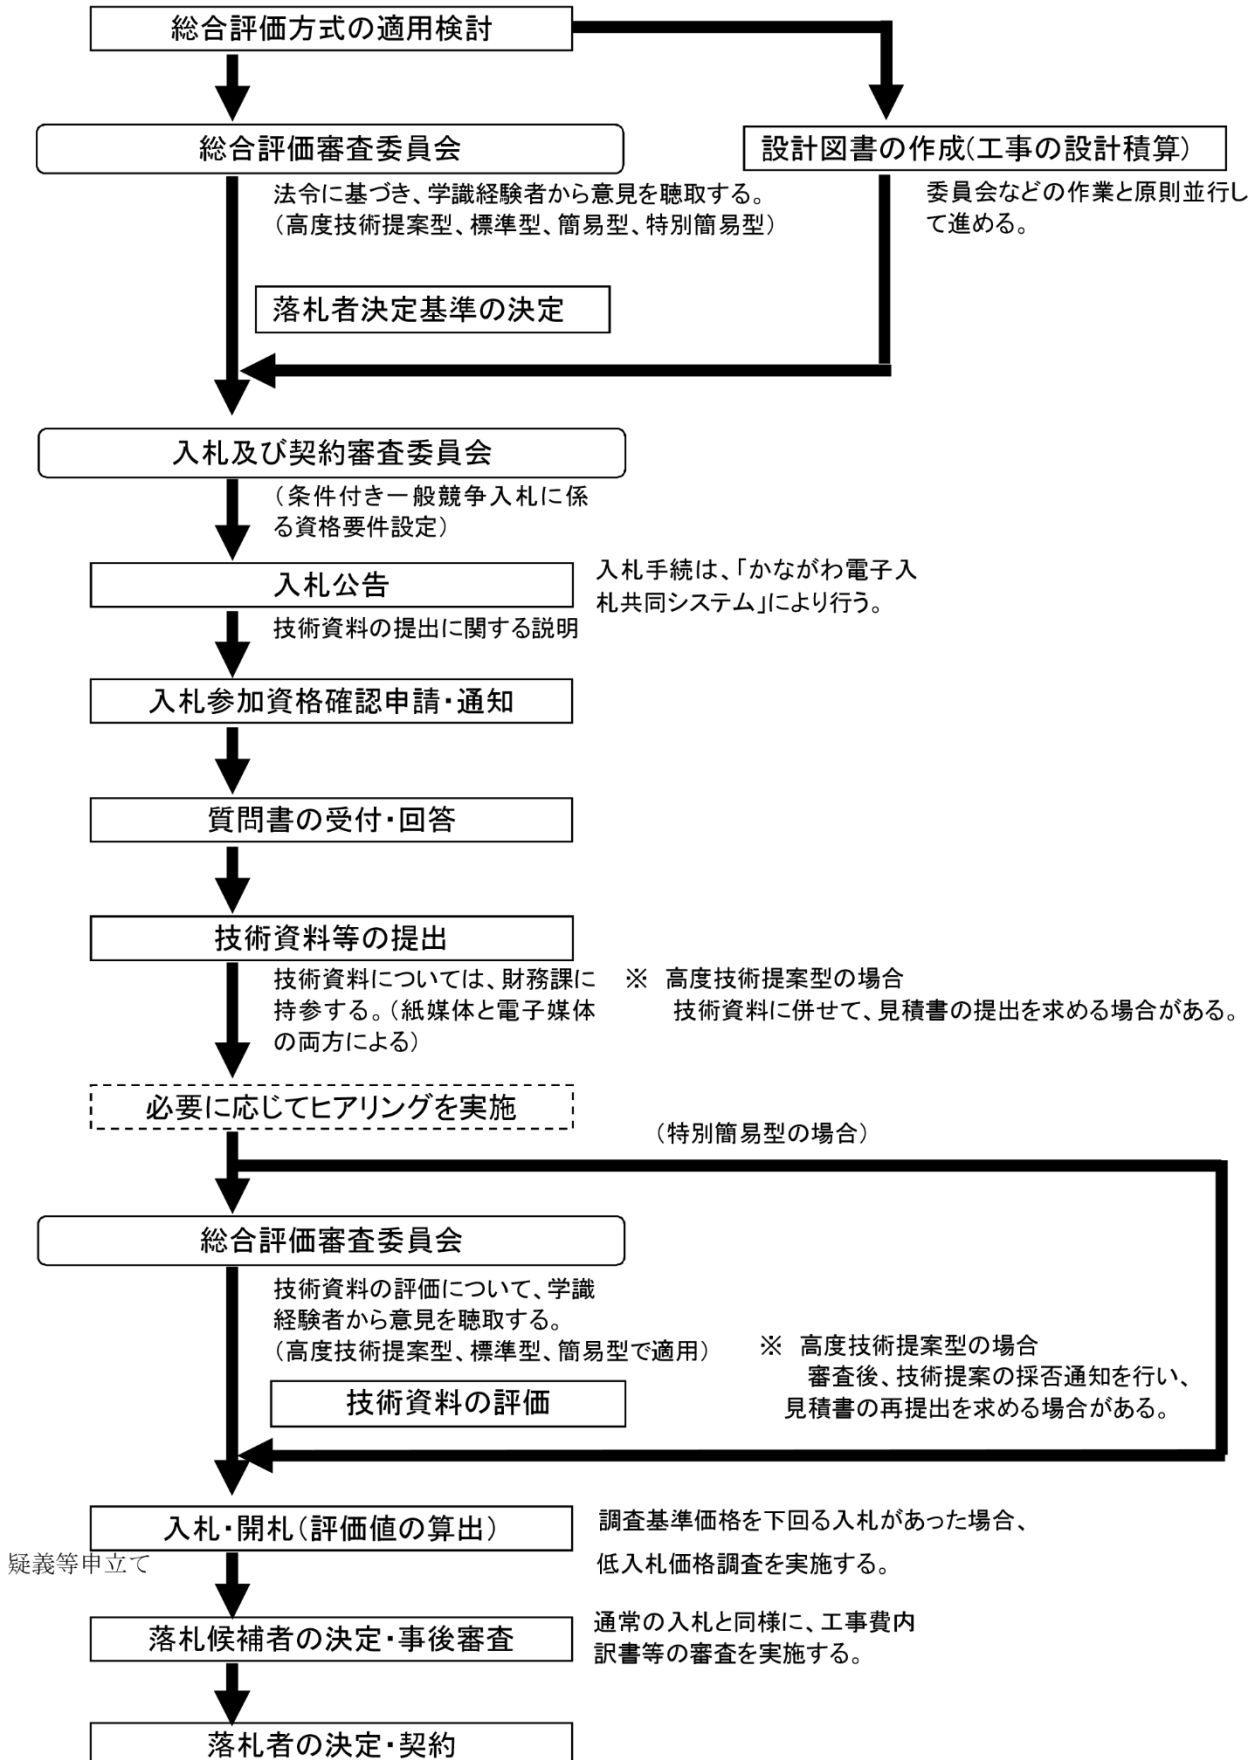 総合評価方式の適用検討
総合評価審査委員会
設計図書の作成(工事の設計積算)
法令に基づき、学識経験者から意見を聴取する。
(高度技術提案型、標準型、簡易型、特別簡易型)
委員会などの作業と原則並行し
て進める。
落札者決定基準の決定
入札及び契約審査委員会
(条件付き一般競争入札に係
る資格要件設定)
入札公告
入札手続は、「かながわ電子入
札共同システム」により行う。
技術資料の提出に関する説明
入札参加資格確認申請・通知
質問書の受付・回答
技術資料等の提出
技術資料については、財務課に
持参する。(紙媒体と電子媒体
の両方による)
※ 高度技術提案型の場合
技術資料に併せて、見積書の提出を求める場合がある。
必要に応じてヒアリングを実施
(特別簡易型の場合)
総合評価審査委員会
技術資料の評価について、学識
経験者から意見を聴取する。
(高度技術提案型、標準型、簡易型で適用)
※ 高度技術提案型の場合
審査後、技術提案の採否通知を行い、
見積書の再提出を求める場合がある。
技術資料の評価
入札・開札(評価値の算出)
調査基準価格を下回る入札があった場合、
低入札価格調査を実施する。
疑義等申立て
落札候補者の決定・事後審査
通常の入札と同様に、工事費内
訳書等の審査を実施する。
落札者の決定・契約